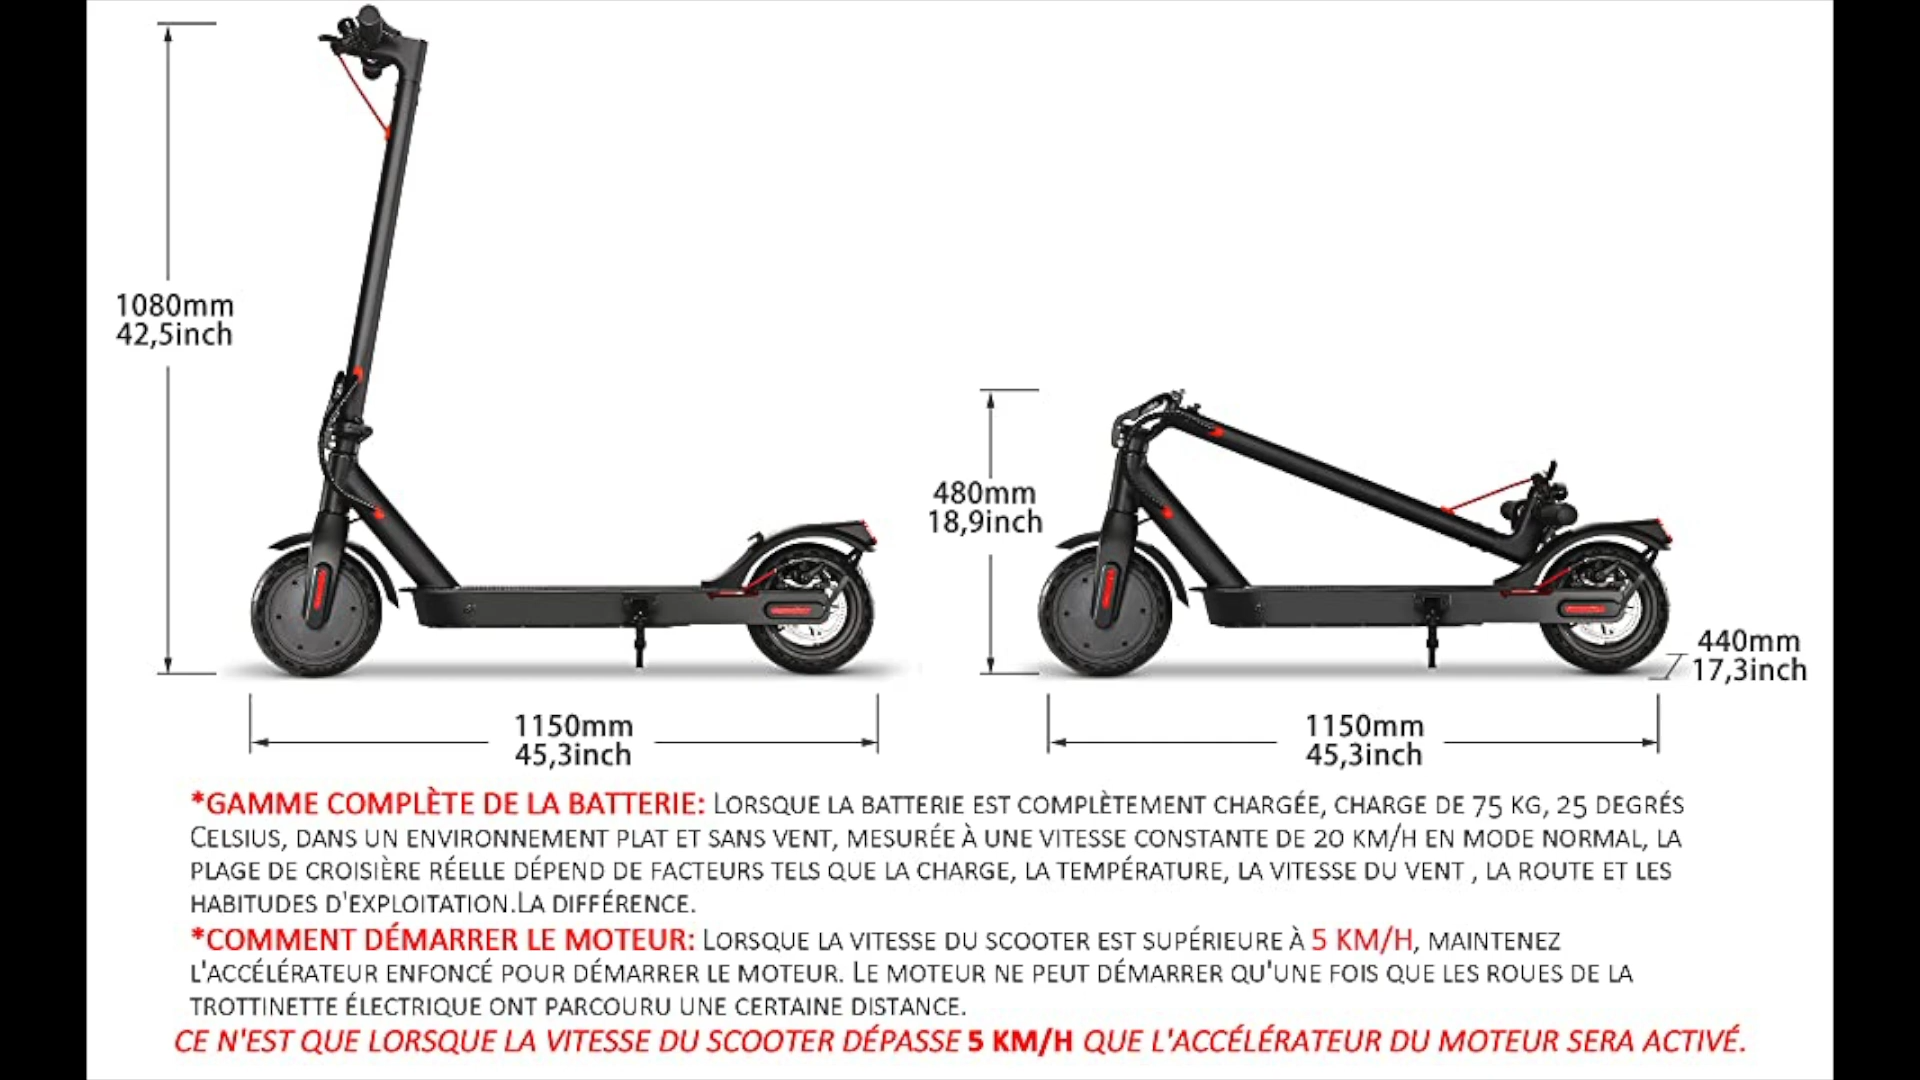 1080mm
42,5inch
480mm
18,9inch
440mm
17,3inch
1150mm
45,3inch
1150mm
45,3inch
*GAMME COMPLÈTE DE LA BATTERIE: LORSQUE LA BATTERIE EST COMPLÈTEMENT CHARGÉE, CHARGE DE 75 KG, 25 DEGRÉS
CELSIUS, DANS UN ENVIRONNEMENT PLAT ET SANS VENT, MESURÉE À UNE VITESSE CONSTANTE DE 20 KM/H EN MODE NORMAL, LA
PLAGE DE CROISIÈRE RÉELLE DÉPEND DE FACTEURS TELS QUE LA CHARGE, LA TEMPÉRATURE, LA VITESSE DU VENT , LA ROUTE ET LES
HABITUDES D'EXPLOITATION.LA DIFFÉRENCE.
*COMMENT DÉMARRER LE MOTEUR: LORSQUE LA VITESSE DU SCOOTER EST SUPÉRIEURE À 5 KM/H, MAINTENEZ
L'ACCÉLÉRATEUR ENFONCÉ POUR DÉMARRER LE MOTEUR. LE MOTEUR NE PEUT DÉMARRER QU'UNE FOIS QUE LES ROUES DE LA
TROTTINETTE ÉLECTRIQUE ONT PARCOURU UNE CERTAINE DISTANCE.
CE N'EST QUE LORSQUE LA VITESSE DU SCOOTER DÉPASSE 5 KM/H QUE L'ACCÉLÉRATEUR DU MOTEUR SERA ACTIVÉ.